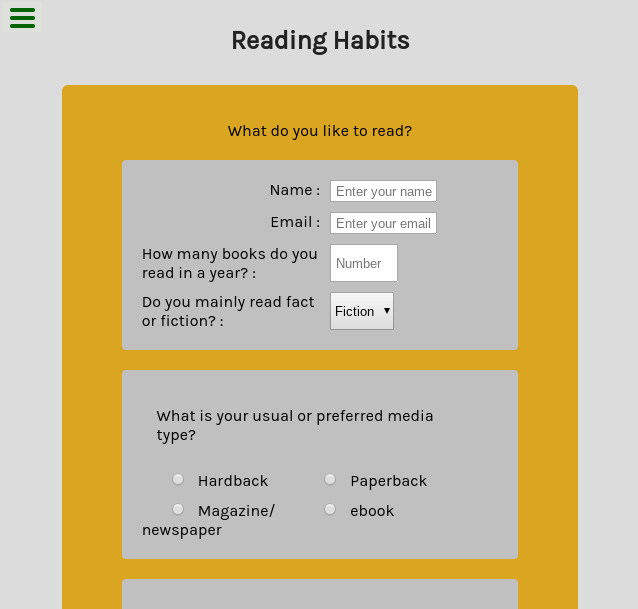 Reading Habits
What do you like to read?
Name : Enter your name
Email : Enter your email
How many books do you
read in a year? : Number
Do you mainly read fact
or fiction? : Fiction
What is your usual or preferred media
type?
Hardback Paperback
Magazine/ ebook
newspaper